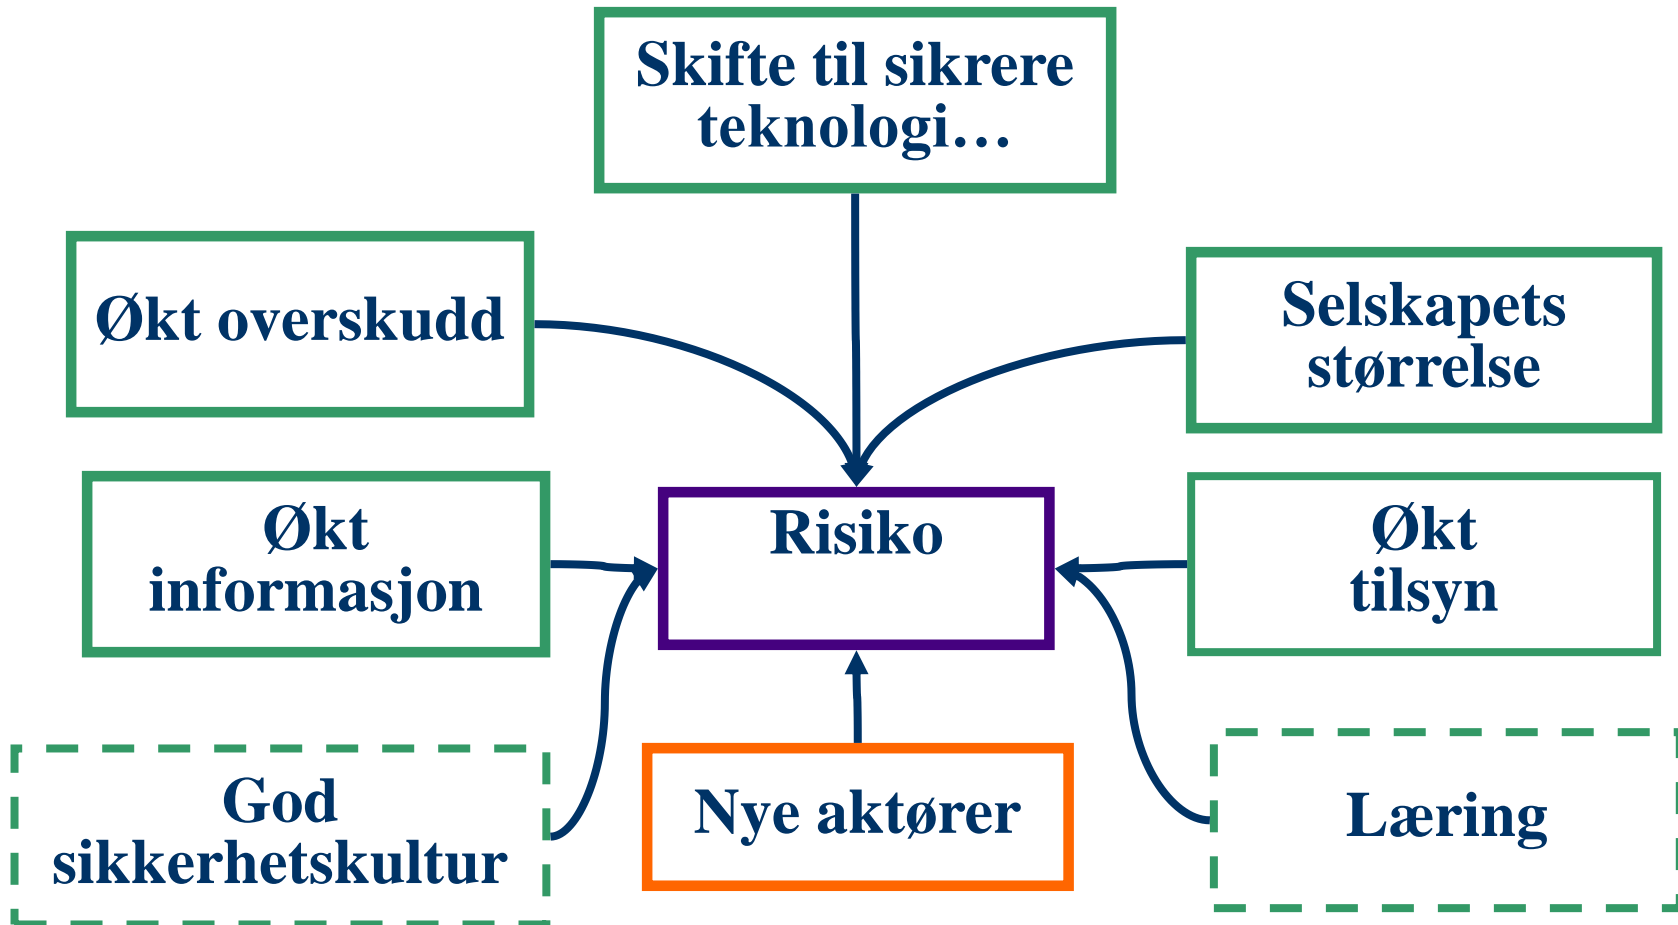 Skifte til sikrere
teknologi…
Økt overskudd
Selskapets
størrelse
Økt
informasjon
Risiko
Økt
tilsyn
God
sikkerhetskultur
Nye aktører
Læring